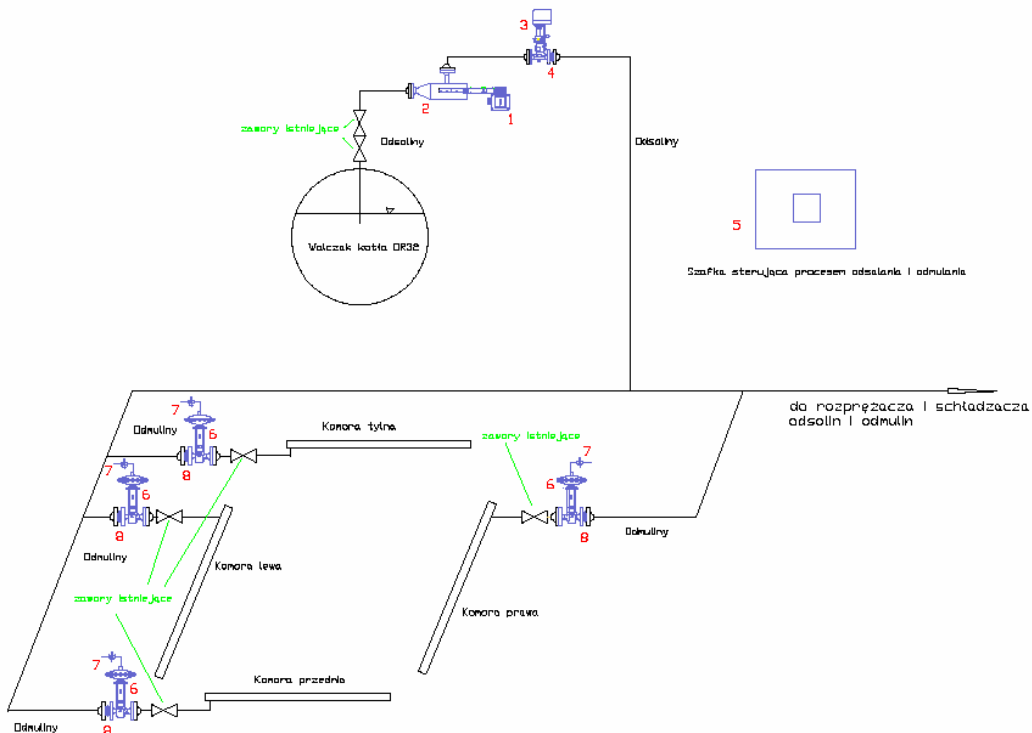 3
4
2
1
zawory istniejące
Odsoliny
Odsoliny
Walczak kotła OR32
5
Szafka sterująca procesem odsalania i odmulania
do rozprężacza i schładzacza
odsolin i odmulin
7
Odmuliny
6
8
Komora tylna
zawory istniejące
7
6
8
Odmuliny
7
6
8
Odmuliny
Komora lewa
zawory istniejące
Komora prawa
7
6
8
Komora przednia
Odmuliny